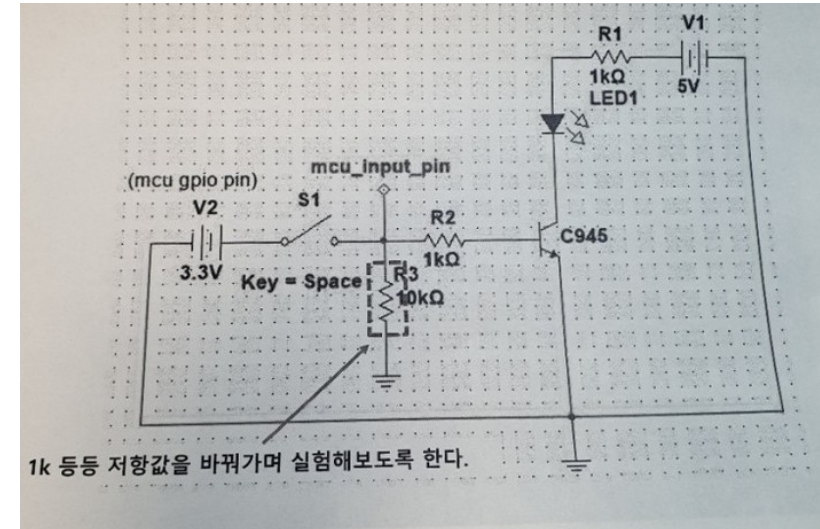 V1
R1
1kΩ
5V
LED1
mcu_input_pin
(mcu gpio pin)
S1
V2
R2
C945
1kΩ
3.3V
Key = Space
R3
10kΩ
1k 등등 저항값을 바꿔가며 실험해보도록 한다.